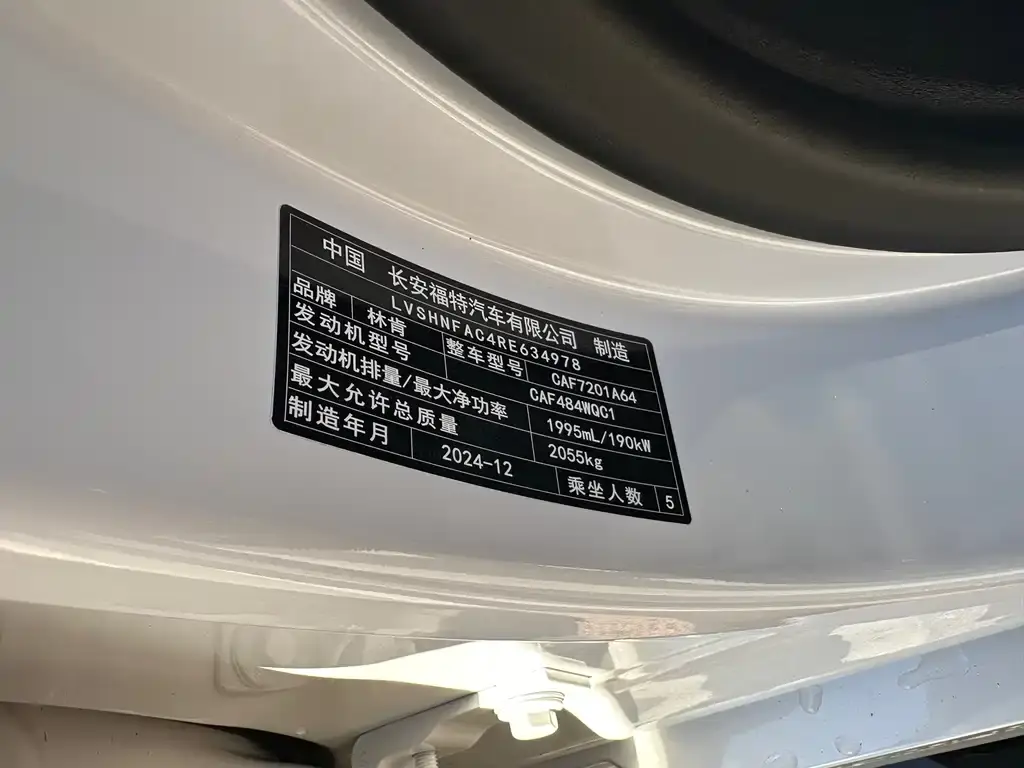 中国 长安福特汽车有限公司 制造
LVSHNFAC4RE634978
品牌 林肯 整车型号 CAF7201A64
发动机型号 CAF484WQC1
发动机排量/最大净功率 1995mL/190kW
最大允许总质量 2055kg
制造年月 2024-12 乘坐人数 5